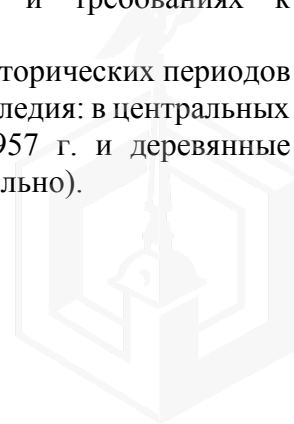 и требованиях к
торических периодов
ледия: в центральных
957 г. и деревянные
льно).